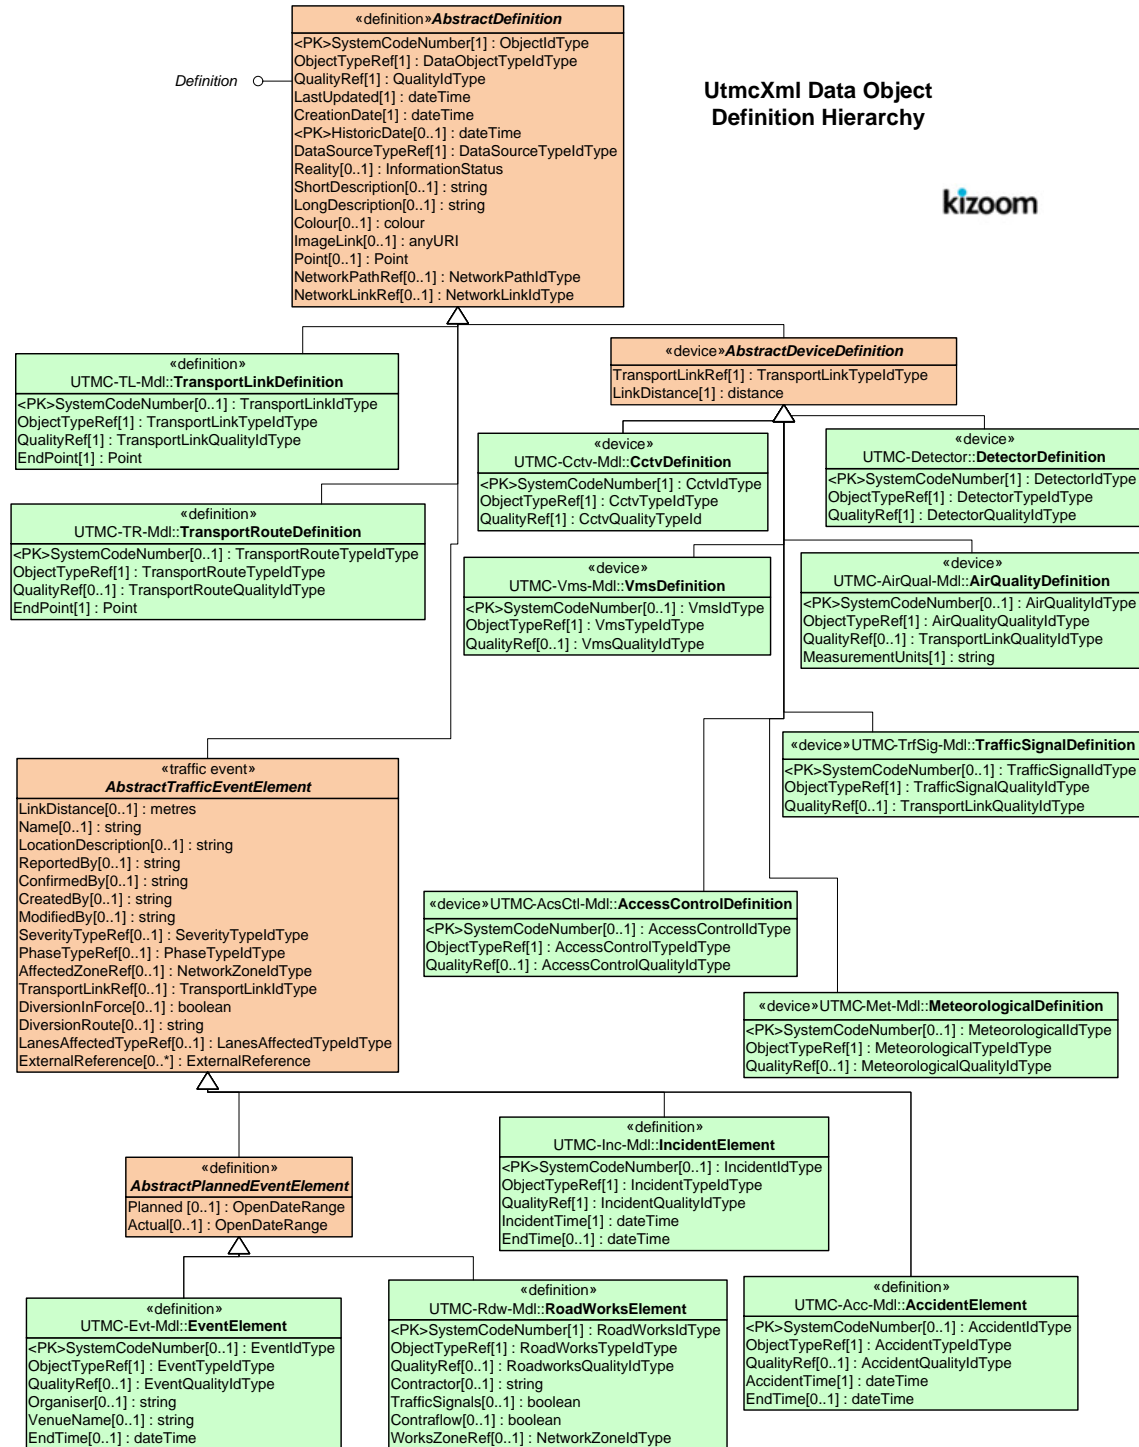 «definition»AbstractDefinition
<PK>SystemCodeNumber[1] : ObjectIdType
ObjectTypeRef[1] : DataObjectTypeIdType
QualityRef[1] : QualityIdType
LastUpdated[1] : dateTime
CreationDate[1] : dateTime
<PK>HistoricDate[0..1] : dateTime
DataSourceTypeRef[1] : DataSourceTypeIdType
Reality[0..1] : InformationStatus
ShortDescription[0..1] : string
LongDescription[0..1] : string
Colour[0..1] : colour
ImageLink[0..1] : anyURI
Point[0..1] : Point
NetworkPathRef[0..1] : NetworkPathIdType
NetworkLinkRef[0..1] : NetworkLinkIdType
Definition
UtmcXml Data Object
Definition Hierarchy
kizoom
«definition»
UTMC-TL-Mdl::TransportLinkDefinition
<PK>SystemCodeNumber[0..1] : TransportLinkIdType
ObjectTypeRef[1] : TransportLinkTypeIdType
QualityRef[1] : TransportLinkQualityIdType
EndPoint[1] : Point
«device»AbstractDeviceDefinition
TransportLinkRef[1] : TransportLinkTypeIdType
LinkDistance[1] : distance
«device»
UTMC-Cctv-Mdl::CctvDefinition
<PK>SystemCodeNumber[1] : CctvIdType
ObjectTypeRef[1] : CctvTypeIdType
QualityRef[1] : CctvQualityTypeId
«device»
UTMC-Detector::DetectorDefinition
<PK>SystemCodeNumber[1] : DetectorIdType
ObjectTypeRef[1] : DetectorTypeIdType
QualityRef[1] : DetectorQualityIdType
«definition»
UTMC-TR-Mdl::TransportRouteDefinition
<PK>SystemCodeNumber[0..1] : TransportRouteTypeIdType
ObjectTypeRef[1] : TransportRouteTypeIdType
QualityRef[0..1] : TransportRouteQualityIdType
EndPoint[1] : Point
«device»
UTMC-Vms-Mdl::VmsDefinition
<PK>SystemCodeNumber[0..1] : VmsIdType
ObjectTypeRef[1] : VmsTypeIdType
QualityRef[0..1] : VmsQualityIdType
«device»
UTMC-AirQual-Mdl::AirQualityDefinition
<PK>SystemCodeNumber[0..1] : AirQualityIdType
ObjectTypeRef[1] : AirQualityQualityIdType
QualityRef[0..1] : TransportLinkQualityIdType
MeasurementUnits[1] : string
«device»UTMC-TrfSig-Mdl::TrafficSignalDefinition
<PK>SystemCodeNumber[0..1] : TrafficSignalIdType
ObjectTypeRef[1] : TrafficSignalQualityIdType
QualityRef[0..1] : TransportLinkQualityIdType
«traffic event»
AbstractTrafficEventElement
LinkDistance[0..1] : metres
Name[0..1] : string
LocationDescription[0..1] : string
ReportedBy[0..1] : string
ConfirmedBy[0..1] : string
CreatedBy[0..1] : string
ModifiedBy[0..1] : string
SeverityTypeRef[0..1] : SeverityTypeIdType
PhaseTypeRef[0..1] : PhaseTypeIdType
AffectedZoneRef[0..1] : NetworkZoneIdType
TransportLinkRef[0..1] : TransportLinkIdType
DiversionInForce[0..1] : boolean
DiversionRoute[0..1] : string
LanesAffectedTypeRef[0..1] : LanesAffectedTypeIdType
ExternalReference[0..*] : ExternalReference
«device»UTMC-AcsCtl-Mdl::AccessControlDefinition
<PK>SystemCodeNumber[0..1] : AccessControlIdType
ObjectTypeRef[1] : AccessControlTypeIdType
QualityRef[0..1] : AccessControlQualityIdType
«device»UTMC-Met-Mdl::MeteorologicalDefinition
<PK>SystemCodeNumber[0..1] : MeteorologicalIdType
ObjectTypeRef[1] : MeteorologicalTypeIdType
QualityRef[0..1] : MeteorologicalQualityIdType
«definition»
AbstractPlannedEventElement
Planned [0..1] : OpenDateRange
Actual[0..1] : OpenDateRange
«definition»
UTMC-Inc-Mdl::IncidentElement
<PK>SystemCodeNumber[0..1] : IncidentIdType
ObjectTypeRef[1] : IncidentTypeIdType
QualityRef[1] : IncidentQualityIdType
IncidentTime[1] : dateTime
EndTime[0..1] : dateTime
«definition»
UTMC-Evt-Mdl::EventElement
<PK>SystemCodeNumber[0..1] : EventIdType
ObjectTypeRef[1] : EventTypeIdType
QualityRef[0..1] : EventQualityIdType
Organiser[0..1] : string
VenueName[0..1] : string
EndTime[0..1] : dateTime
«definition»
UTMC-Rdw-Mdl::RoadWorksElement
<PK>SystemCodeNumber[1] : RoadWorksIdType
ObjectTypeRef[1] : RoadWorksTypeIdType
QualityRef[0..1] : RoadworksQualityIdType
Contractor[0..1] : string
TrafficSignals[0..1] : boolean
Contraflow[0..1] : boolean
WorksZoneRef[0..1] : NetworkZoneIdType
«definition»
UTMC-Acc-Mdl::AccidentElement
<PK>SystemCodeNumber[0..1] : AccidentIdType
ObjectTypeRef[1] : AccidentTypeIdType
QualityRef[0..1] : AccidentQualityIdType
AccidentTime[1] : dateTime
EndTime[0..1] : dateTime